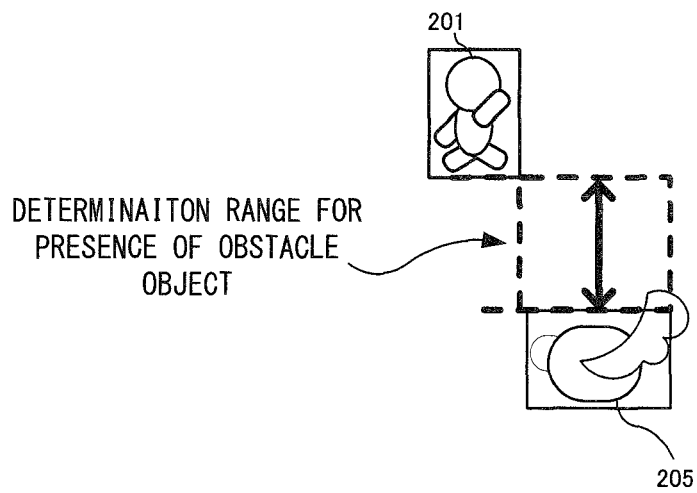 201
DETERMINAITON RANGE FOR
PRESENCE OF OBSTACLE
OBJECT
205